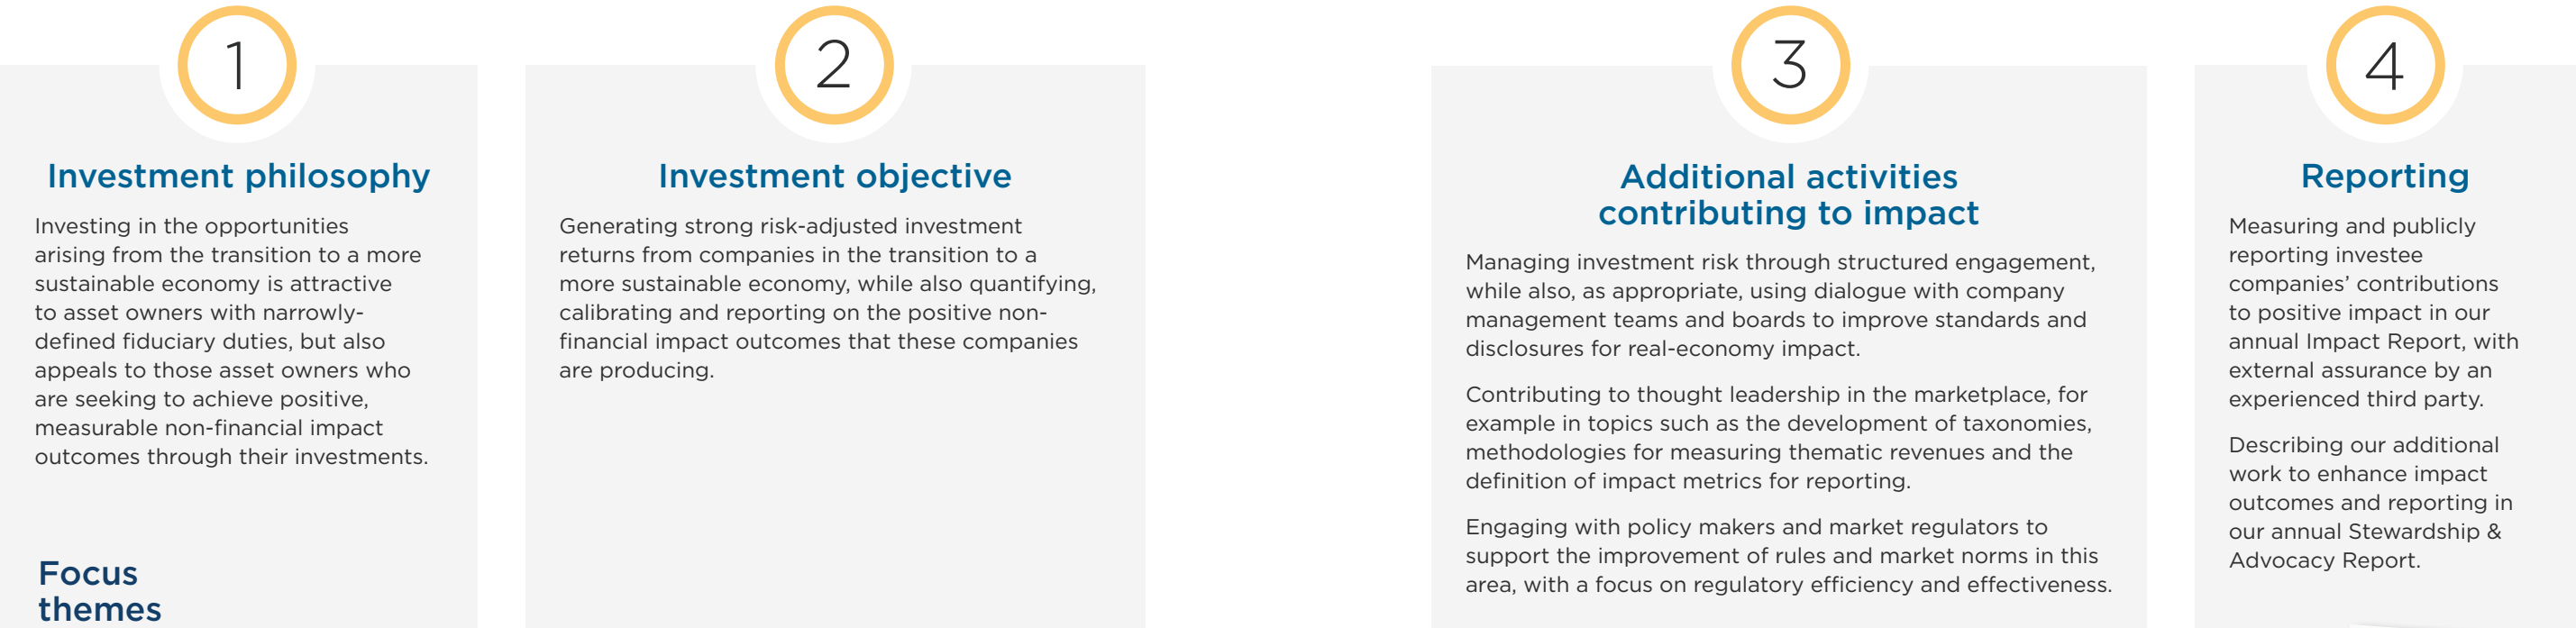 1
Investment philosophy
Investing in the opportunities
arising from the transition to a more
sustainable economy is attractive
to asset owners with narrowly-
defined fiduciary duties, but also
appeals to those asset owners who
are seeking to achieve positive,
measurable non-financial impact
outcomes through their investments.
Focus
themes
2
Investment objective
Generating strong risk-adjusted investment
returns from companies in the transition to a
more sustainable economy, while also quantifying,
calibrating and reporting on the positive non-
financial impact outcomes that these companies
are producing.
3
Additional activities
contributing to impact
Managing investment risk through structured engagement,
while also, as appropriate, using dialogue with company
management teams and boards to improve standards and
disclosures for real-economy impact.
Contributing to thought leadership in the marketplace, for
example in topics such as the development of taxonomies,
methodologies for measuring thematic revenues and the
definition of impact metrics for reporting.
Engaging with policy makers and market regulators to
support the improvement of rules and market norms in this
area, with a focus on regulatory efficiency and effectiveness.
4
Reporting
Measuring and publicly
reporting investee
companies’ contributions
to positive impact in our
annual Impact Report, with
external assurance by an
experienced third party.
Describing our additional
work to enhance impact
outcomes and reporting in
our annual Stewardship &
Advocacy Report.